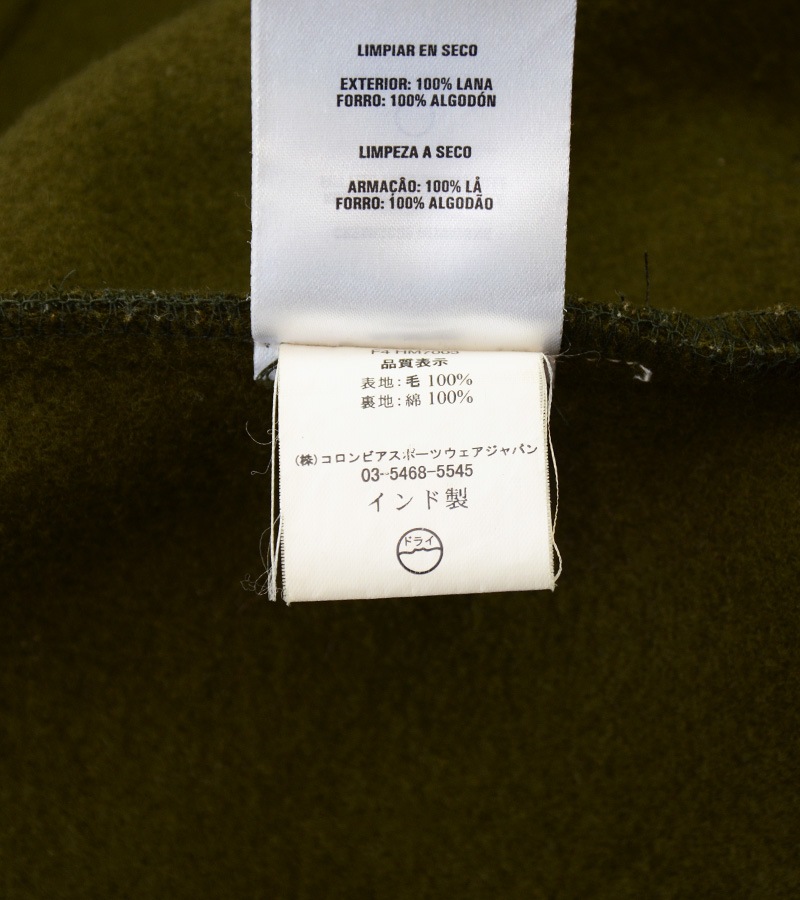 LIMPIAR EN SECO
EXTERIOR: 100% LANA
FORRO: 100% ALGODÓN
LIMPEZA A SECO
ARMAÇÂO: 100% LÅ
FORRO: 100% ALGODÃO
品質表示
表地：毛 100%
裏地：綿 100%
(株)コロンビアスポーツウェアジャパン
03-5468-5545
インド製
ドライ